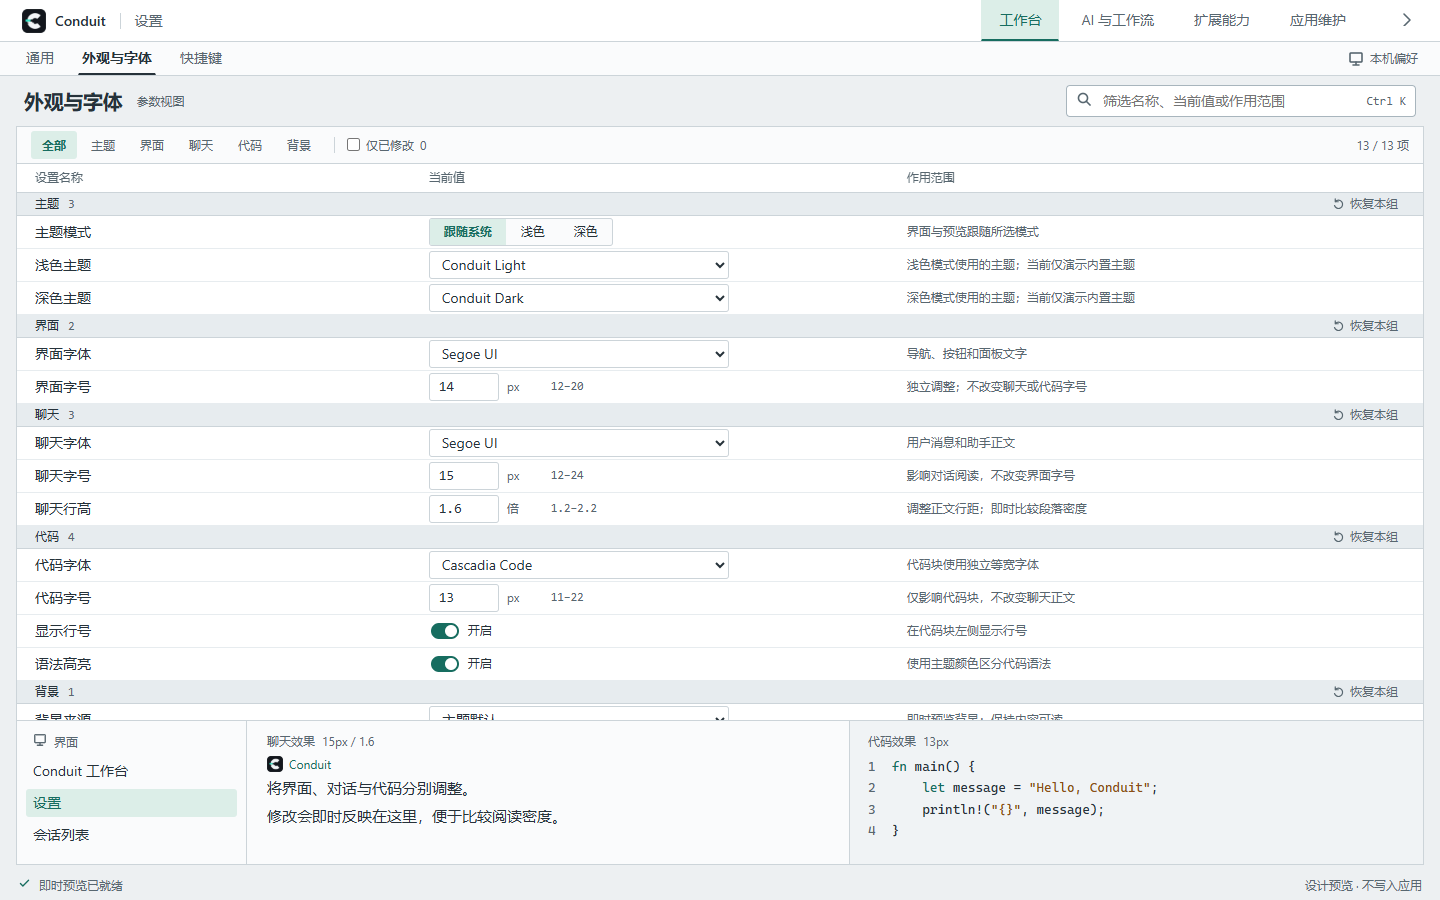 Conduit 设置 工作台 AI 与工作流 扩展能力 应用维护
通用 外观与字体 快捷键 本机偏好
外观与字体 参数视图 筛选名称、当前值或作用范围 Ctrl K
全部 主题 界面 聊天 代码 背景 仅已修改 0 13 / 13 项
设置名称 当前值 作用范围
主题 3 恢复本组
主题模式 跟随系统 浅色 深色 界面与预览跟随所选模式
浅色主题 Conduit Light 浅色模式使用的主题；当前仅演示内置主题
深色主题 Conduit Dark 深色模式使用的主题；当前仅演示内置主题
界面 2 恢复本组
界面字体 Segoe UI 导航、按钮和面板文字
界面字号 14 px 12–20 独立调整；不改变聊天或代码字号
聊天 3 恢复本组
聊天字体 Segoe UI 用户消息和助手正文
聊天字号 15 px 12–24 影响对话阅读，不改变界面字号
聊天行高 1.6 倍 1.2–2.2 调整正文行距；即时比较段落密度
代码 4 恢复本组
代码字体 Cascadia Code 代码块使用独立等宽字体
代码字号 13 px 11–22 仅影响代码块，不改变聊天正文
显示行号 开启 在代码块左侧显示行号
语法高亮 开启 使用主题颜色区分代码语法
背景 1 恢复本组
背景来源 主题默认 即时预览背景；保持内容可读
界面
Conduit 工作台
设置
会话列表
聊天效果 15px / 1.6
Conduit
将界面、对话与代码分别调整。
修改会即时反映在这里，便于比较阅读密度。
代码效果 13px
1 fn main() {
2 let message = "Hello, Conduit";
3 println!("{}", message);
4 }
即时预览已就绪 设计预览 · 不写入应用